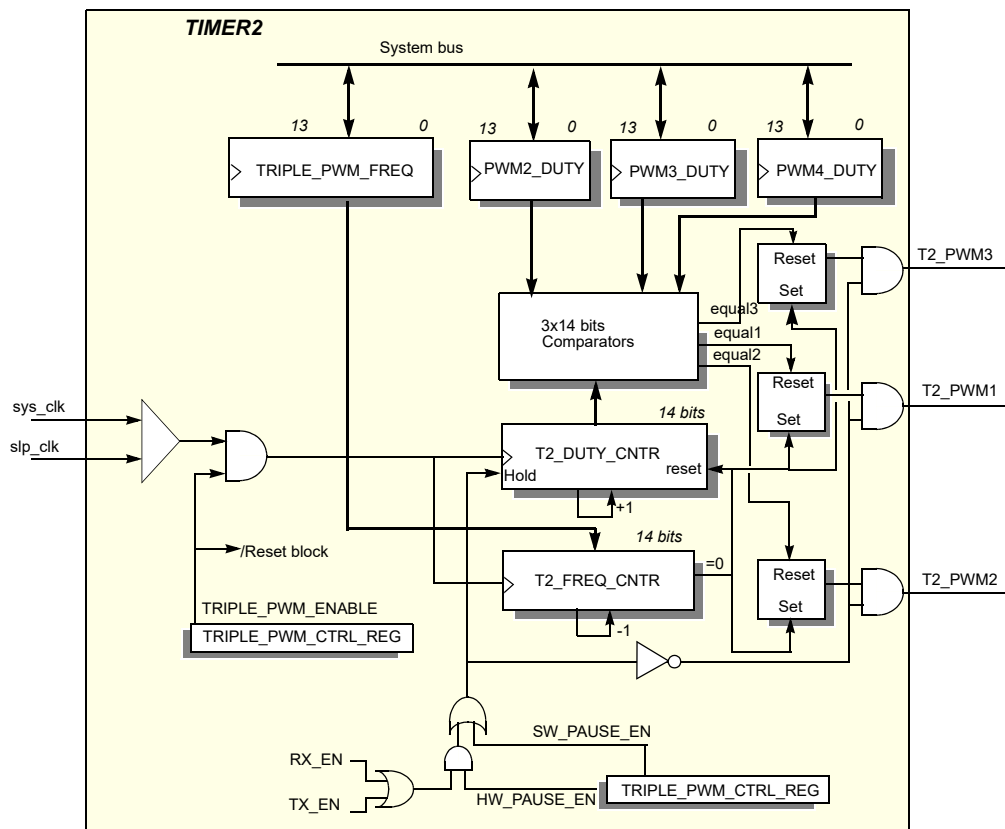 TIMER2
System bus
13 0 13 0 13 0 13 0
TRIPLE_PWM_FREQ PWM2_DUTY PWM3_DUTY PWM4_DUTY
Reset
Set
T2_PWM3
3x14 bits
Comparators
equal3
equal1
equal2
Reset
Set
T2_PWM1
sys_clk
slp_clk
14 bits
T2_DUTY_CNTR
reset
Hold
+1
14 bits
T2_FREQ_CNTR
=0
-1
Reset
Set
T2_PWM2
/Reset block
TRIPLE_PWM_ENABLE
TRIPLE_PWM_CTRL_REG
SW_PAUSE_EN
RX_EN
TX_EN
HW_PAUSE_EN
TRIPLE_PWM_CTRL_REG